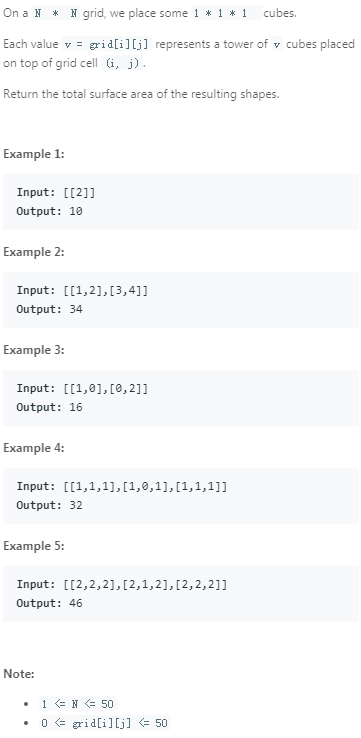 On a N * N grid, we place some 1 * 1 * 1 cubes.
Each value v = grid[i][j] represents a tower of v cubes placed
on top of grid cell (i, j).
Return the total surface area of the resulting shapes.
Example 1:
Input: [[2]]
Output: 10
Example 2:
Input: [[1,2],[3,4]]
Output: 34
Example 3:
Input: [[1,0],[0,2]]
Output: 16
Example 4:
Input: [[1,1,1],[1,0,1],[1,1,1]]
Output: 32
Example 5:
Input: [[2,2,2],[2,1,2],[2,2,2]]
Output: 46
Note:
• 1 <= N <= 50
• 0 <= grid[i][j] <= 50